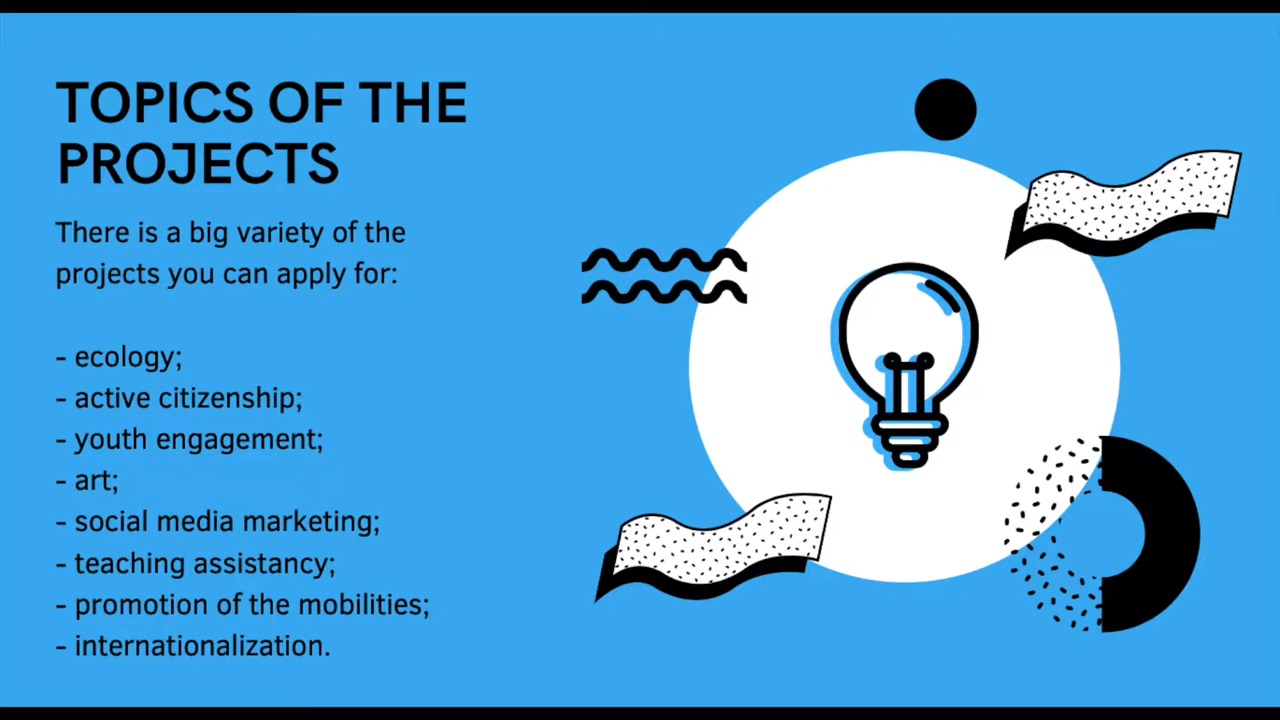 TOPICS OF THE
PROJECTS
There is a big variety of the
projects you can apply for:
- ecology;
- active citizenship;
- youth engagement;
- art;
- social media marketing;
- teaching assistancy;
- promotion of the mobilities;
- internationalization.